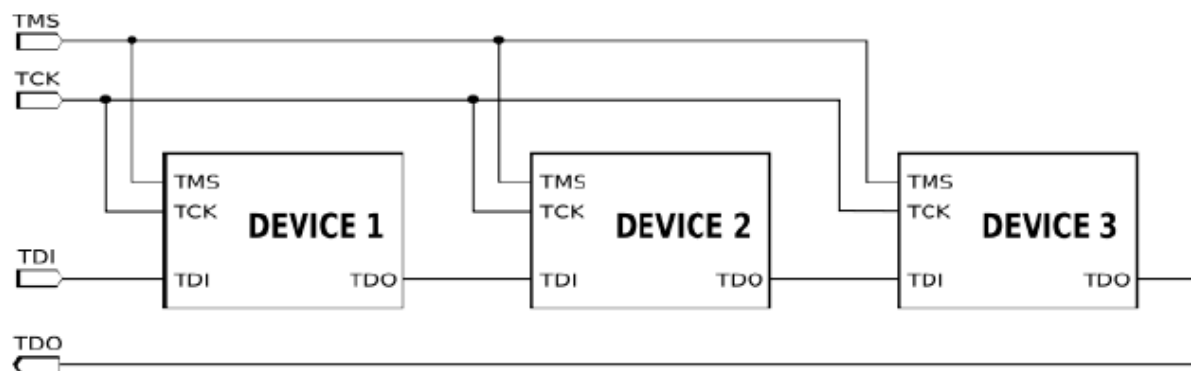 TMS
TCK
TMS
TCK
DEVICE 1
TDI
TDO
TMS
TCK
DEVICE 2
TDI
TDO
TMS
TCK
DEVICE 3
TDI
TDO
TDI
TDO